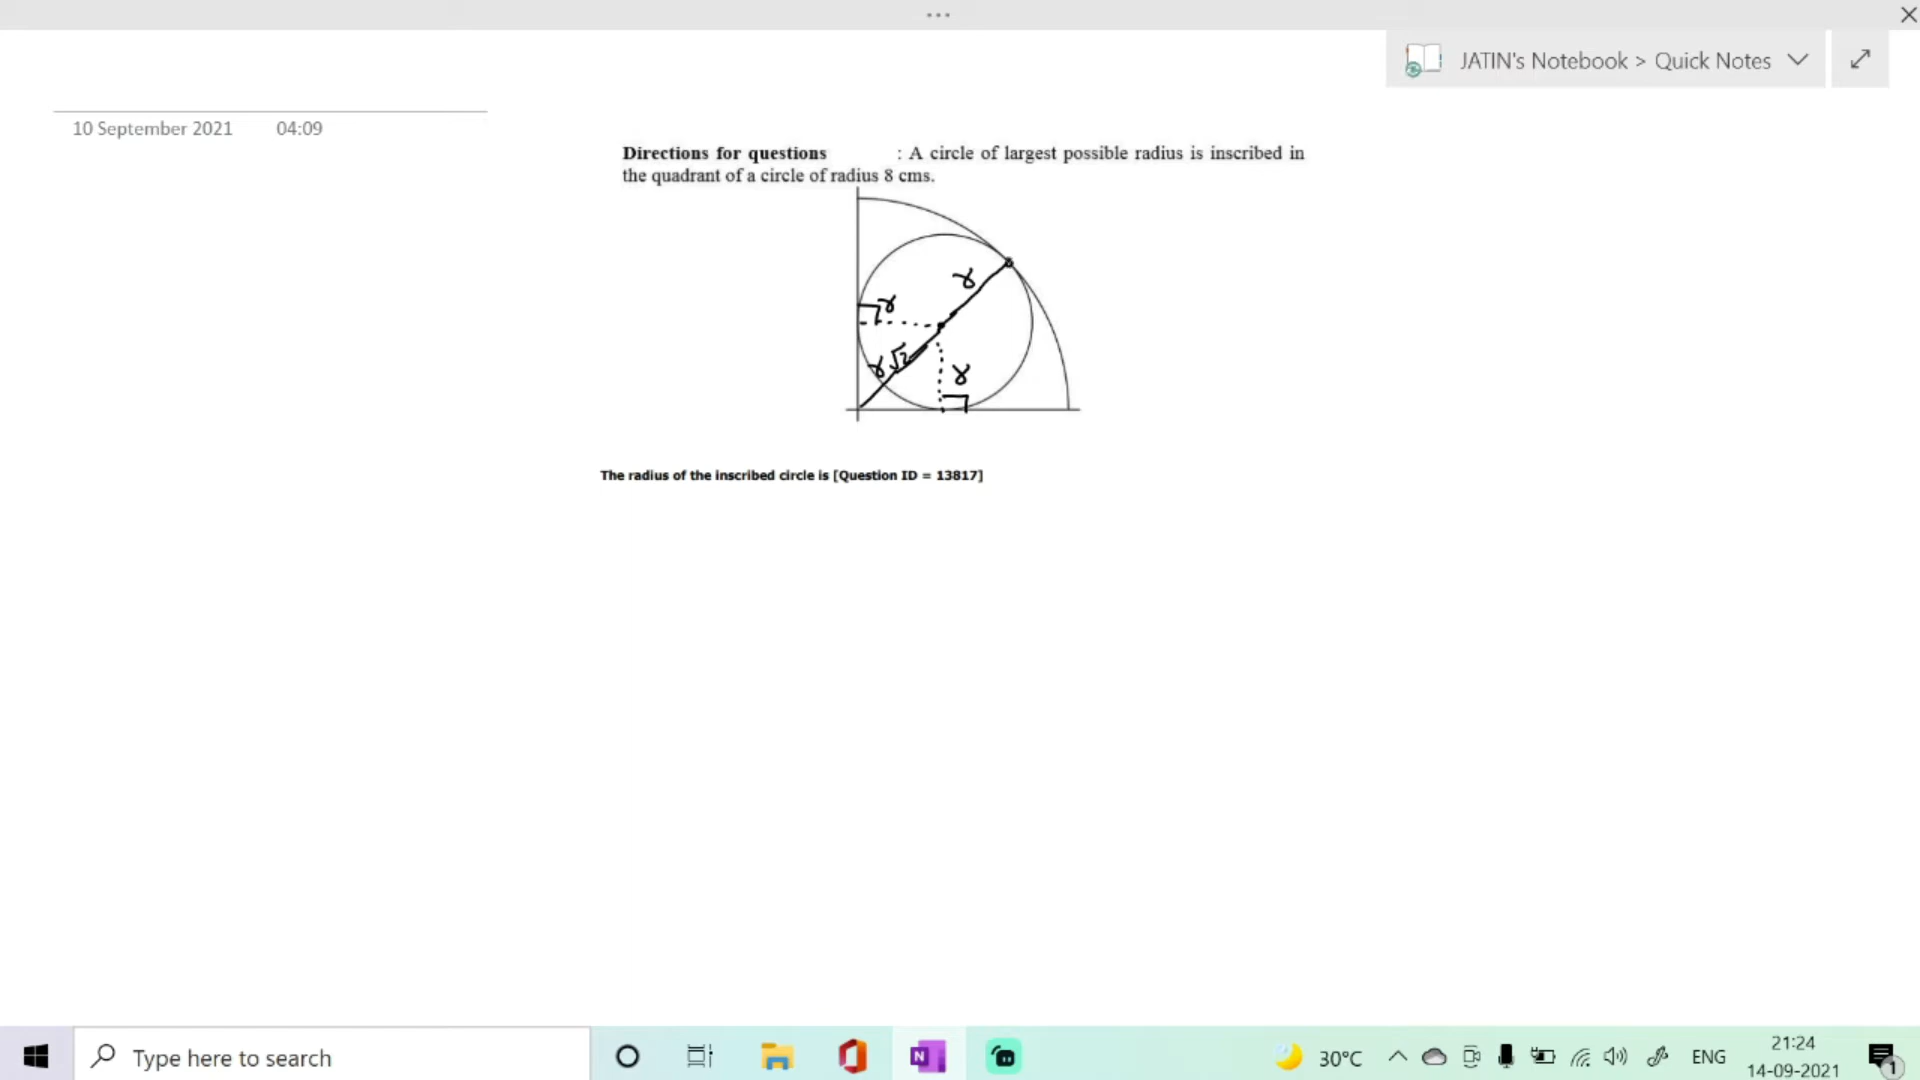 JATIN's Notebook > Quick Notes
10 September 2021 04:09
Directions for questions : A circle of largest possible radius is inscribed in
the quadrant of a circle of radius 8 cms.
r
r
r√2
r
The radius of the inscribed circle is [Question ID = 13817]
Type here to search
N
30°C
ENG
21:24
14-09-2021
1